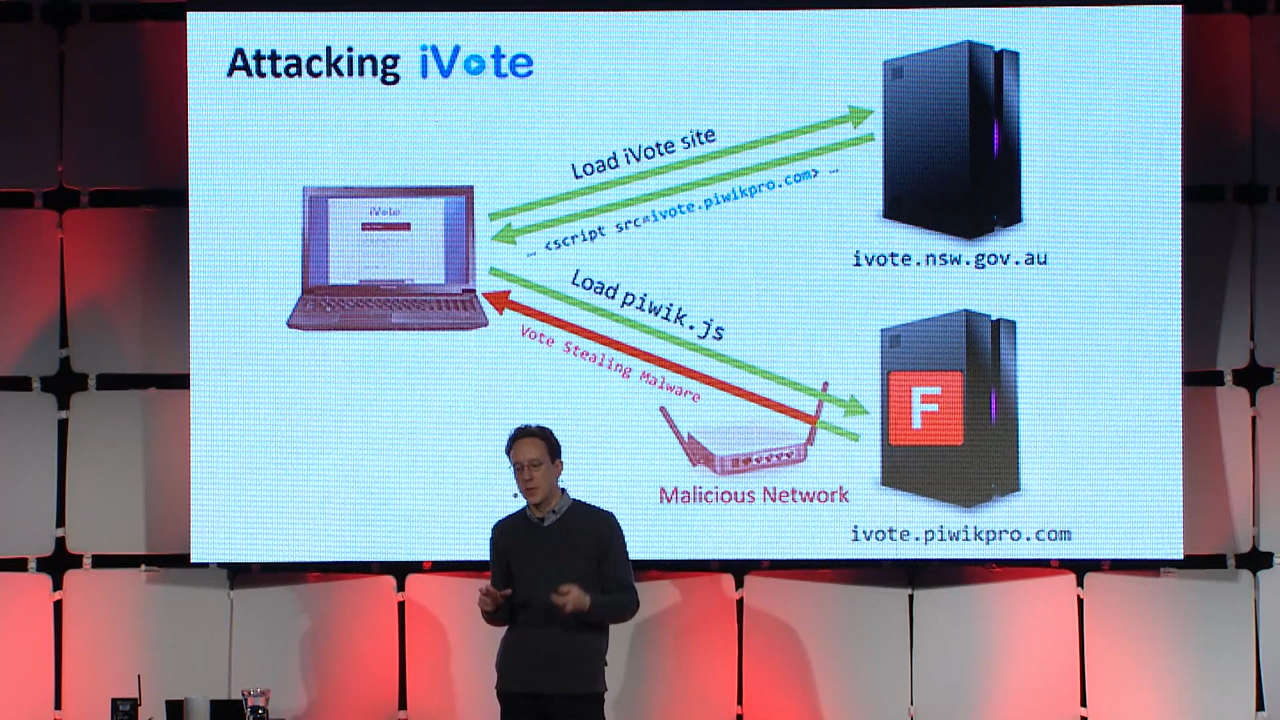 Attacking iVote
Load iVote site
… <script src=ivote.piwikpro.com> …
iVote
ivote.nsw.gov.au
Load piwik.js
Vote Stealing Malware
F
Malicious Network
ivote.piwikpro.com